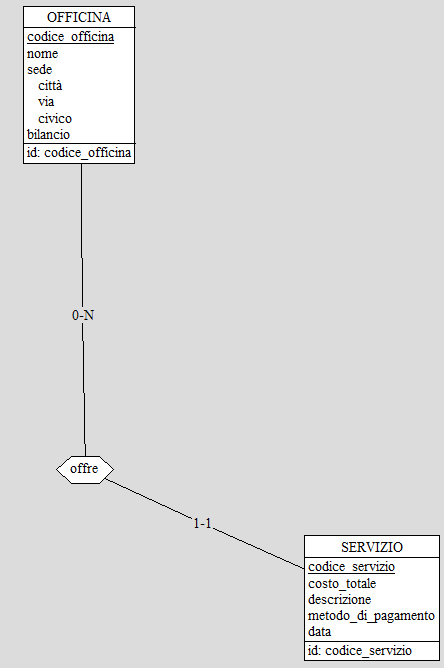 OFFICINA
codice_officina
nome
sede
città
via
civico
bilancio
id: codice_officina
0-N
offre
1-1
SERVIZIO
codice_servizio
costo_totale
descrizione
metodo_di_pagamento
data
id: codice_servizio